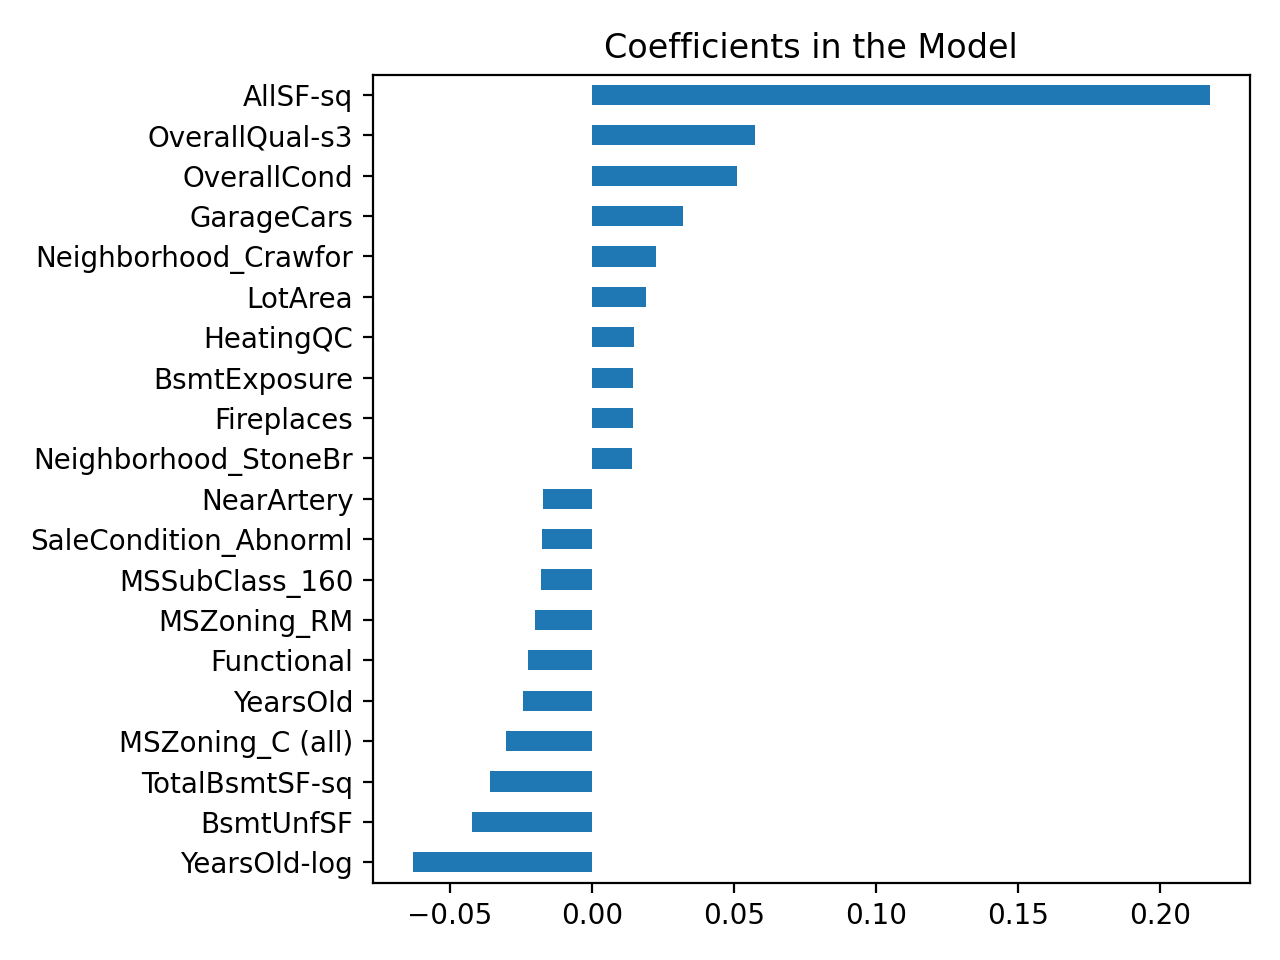 Coefficients in the Model
AllSF-sq
OverallQual-s3
OverallCond
GarageCars
Neighborhood_Crawfor
LotArea
HeatingQC
BsmtExposure
Fireplaces
Neighborhood_StoneBr
NearArtery
SaleCondition_Abnorml
MSSubClass_160
MSZoning_RM
Functional
YearsOld
MSZoning_C (all)
TotalBsmtSF-sq
BsmtUnfSF
YearsOld-log
−0.05 0.00 0.05 0.10 0.15 0.20